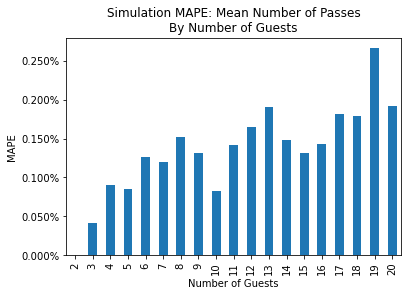 Simulation MAPE: Mean Number of Passes
By Number of Guests
0.250%
0.200%
0.150%
0.100%
0.050%
0.000%
MAPE
2 3 4 5 6 7 8 9 10 11 12 13 14 15 16 17 18 19 20
Number of Guests